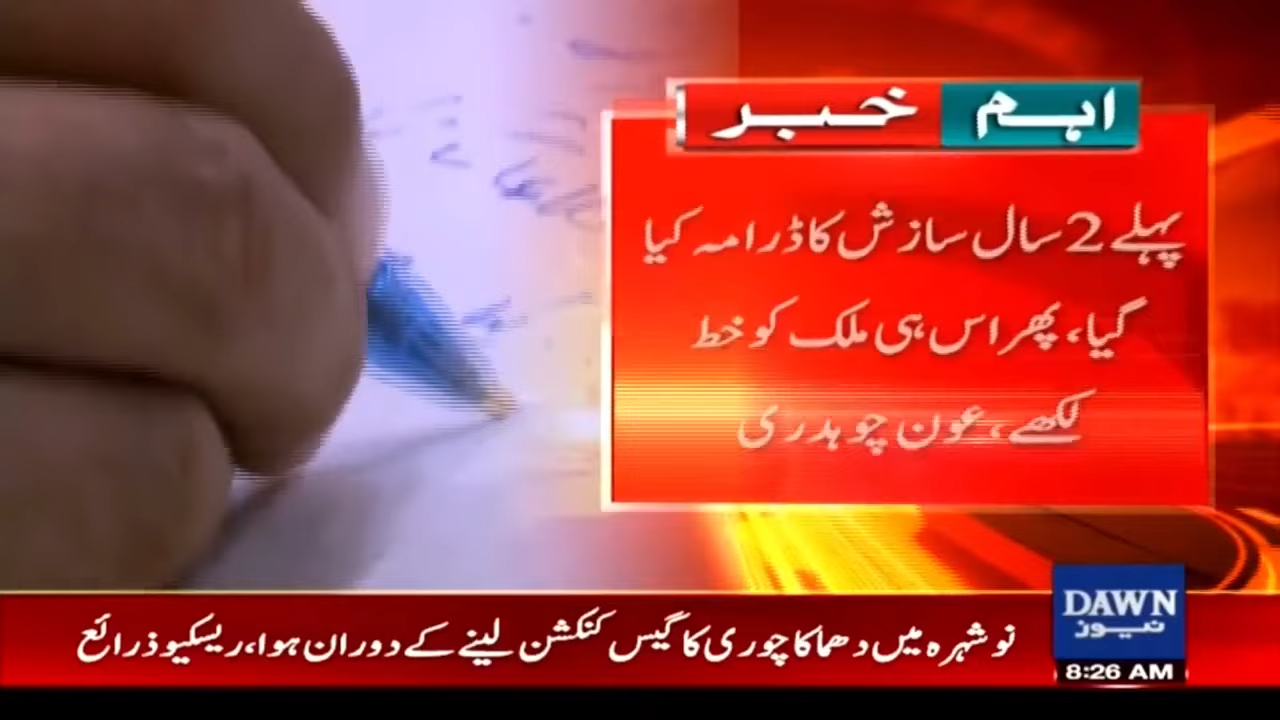 اہم خبر
پہلے 2 سال سازش کا ڈرامہ کیا
گیا، پھر اس ہی ملک کو خط
لکھے، عون چوہدری
نوشہرہ میں دھماکا چوری کا گیس کنکشن لینے کے دوران ہوا، ریسکیو ذرائع
DAWN
نیوز
8:26 AM